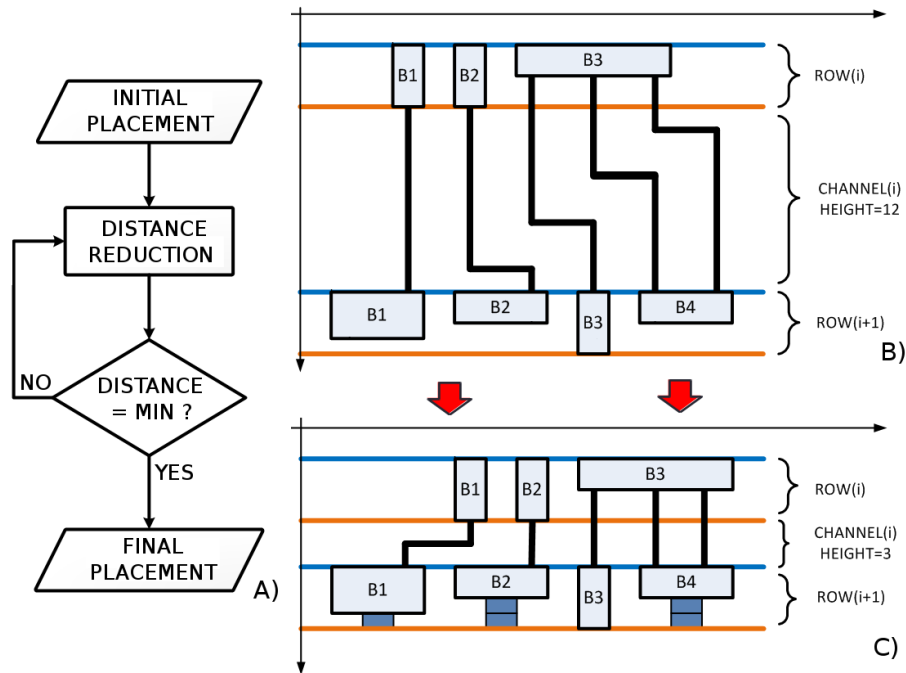 INITIAL
PLACEMENT
DISTANCE
REDUCTION
NO
DISTANCE
= MIN ?
YES
FINAL
PLACEMENT
A)
B1
B2
B3
ROW(i)
CHANNEL(i)
HEIGHT=12
B1
B2
B3
B4
ROW(i+1)
B)
B1
B2
B3
ROW(i)
CHANNEL(i)
HEIGHT=3
B1
B2
B3
B4
ROW(i+1)
C)